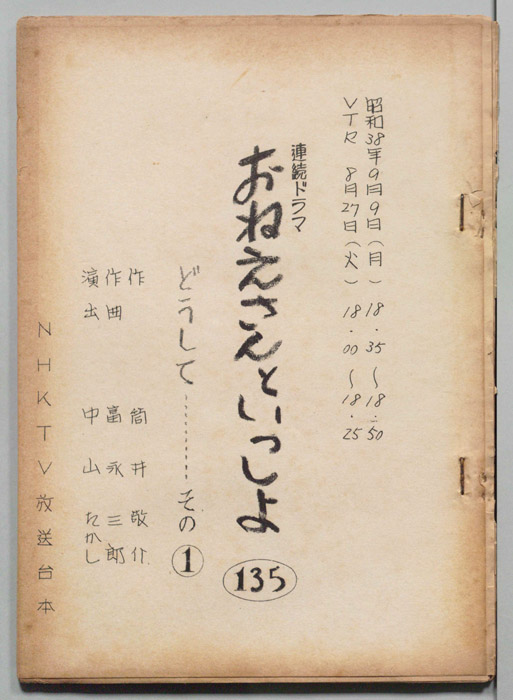 昭和38年9月9日(月) 18.35〜18.50
VTR 8月27日(火) 18.00〜18.25
連続ドラマ
おねえさんといっしょ
135
どうして………その①
作 筒井敬介
作曲 富永三郎
演出 中山たかし
NHKTV放送台本